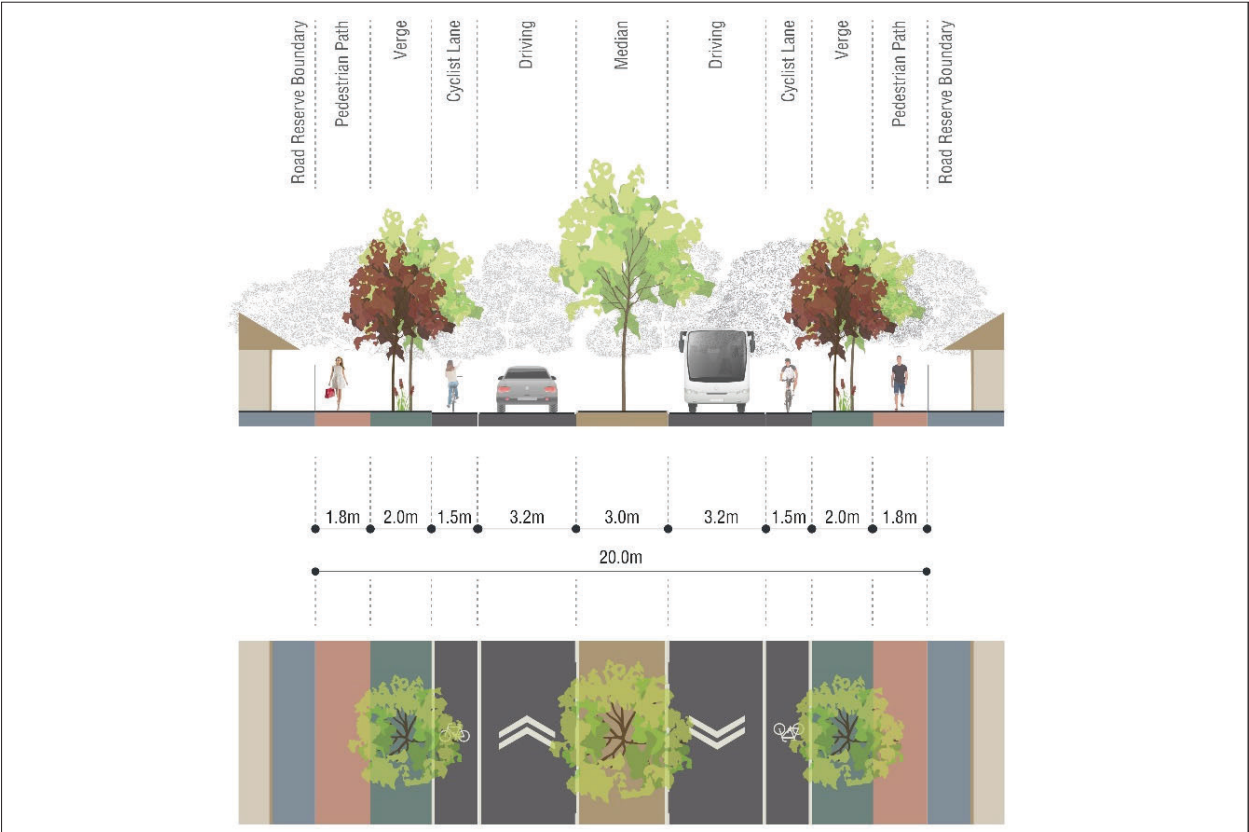 Road Reserve Boundary
Pedestrian Path
Verge
Cyclist Lane
Driving
Median
Driving
Cyclist Lane
Verge
Pedestrian Path
Road Reserve Boundary
1.8m 2.0m 1.5m 3.2m 3.0m 3.2m 1.5m 2.0m 1.8m
20.0m